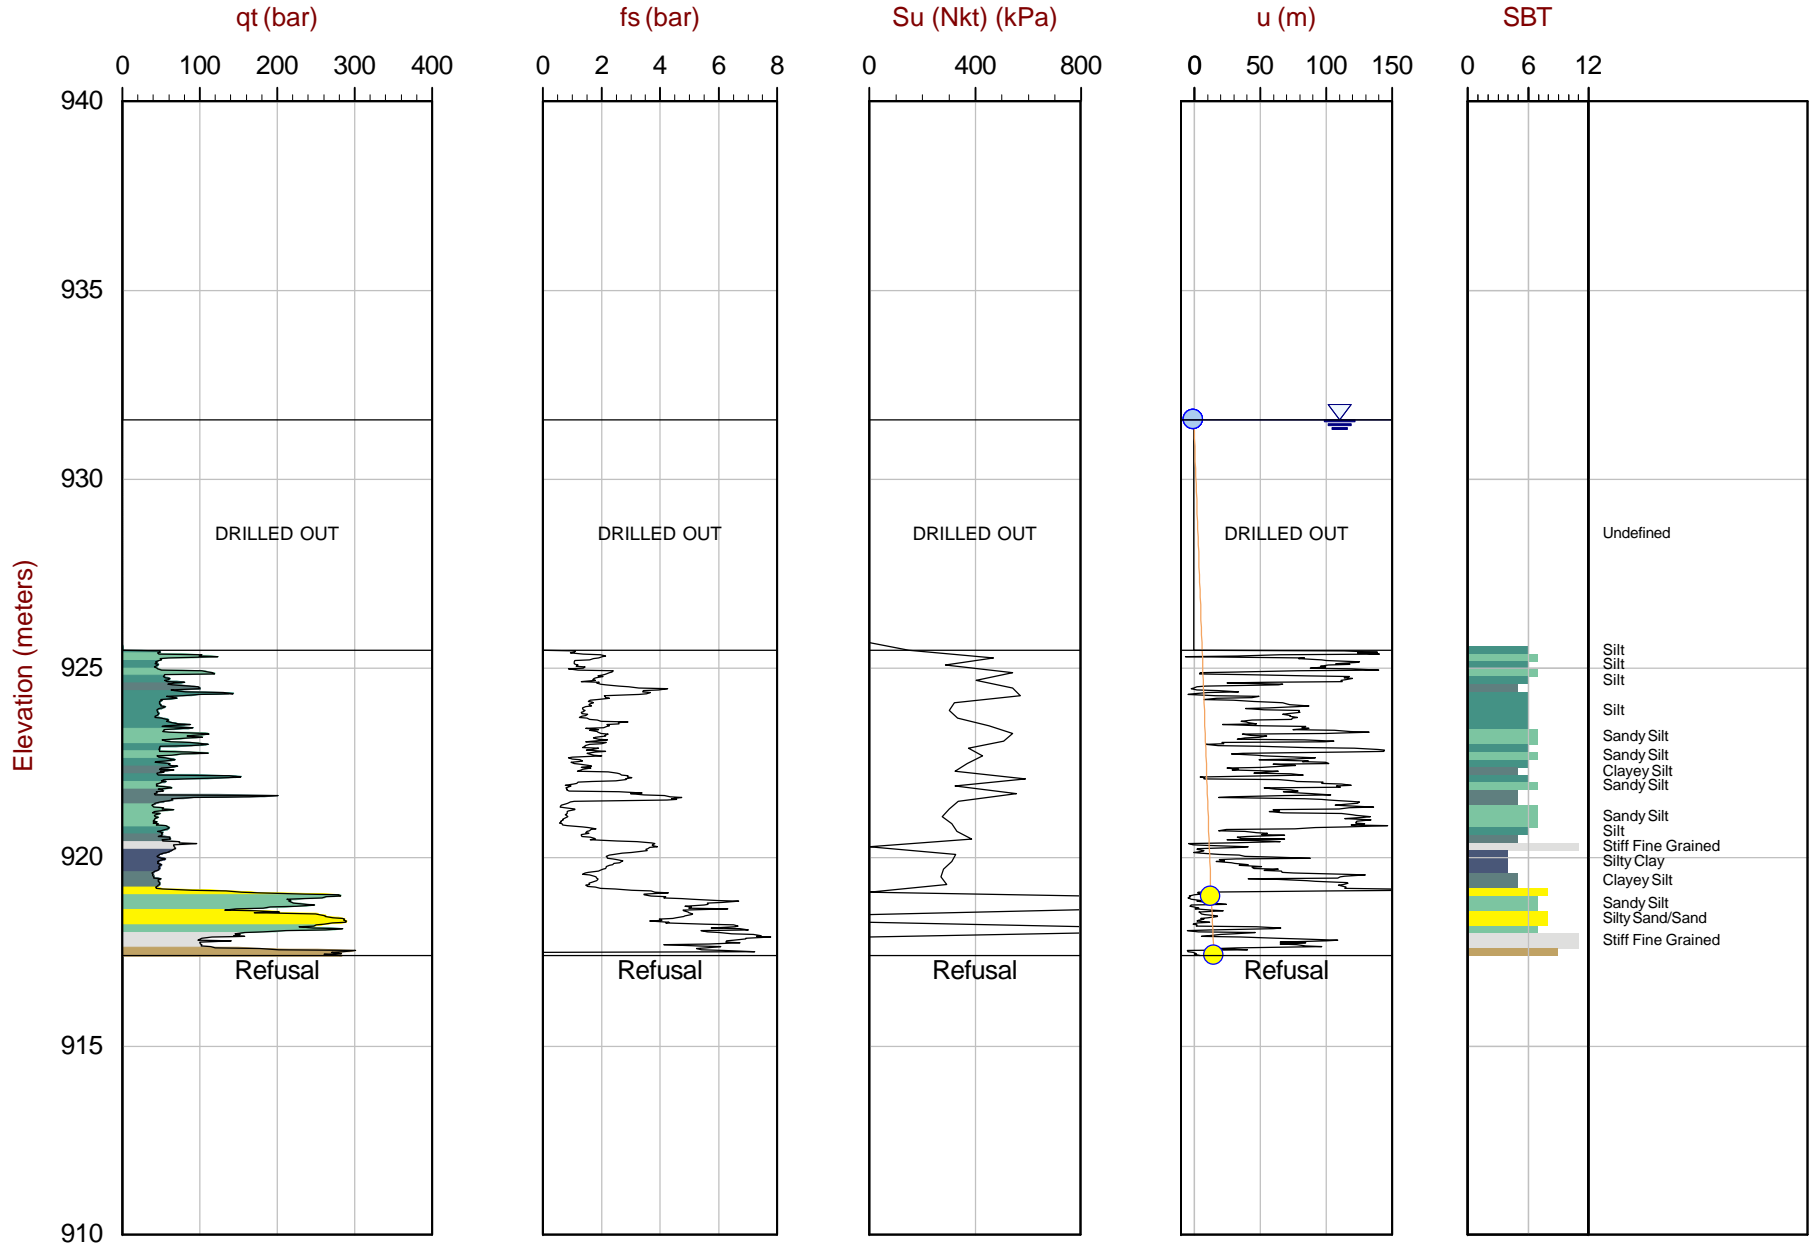 qt (bar) fs (bar) Su (Nkt) (kPa) u (m) SBT
0 100 200 300 400 0 2 4 6 8 0 400 800 0 50 100 150 0 6 12
940
935
930
DRILLED OUT DRILLED OUT DRILLED OUT DRILLED OUT Undefined
Elevation (meters)
925
Silt
Silt
Silt
Silt
Sandy Silt
Sandy Silt
Clayey Silt
Sandy Silt
Sandy Silt
Silt
Stiff Fine Grained
920
Silty Clay
Clayey Silt
Sandy Silt
Silty Sand/Sand
Stiff Fine Grained
Refusal Refusal Refusal Refusal
915
910